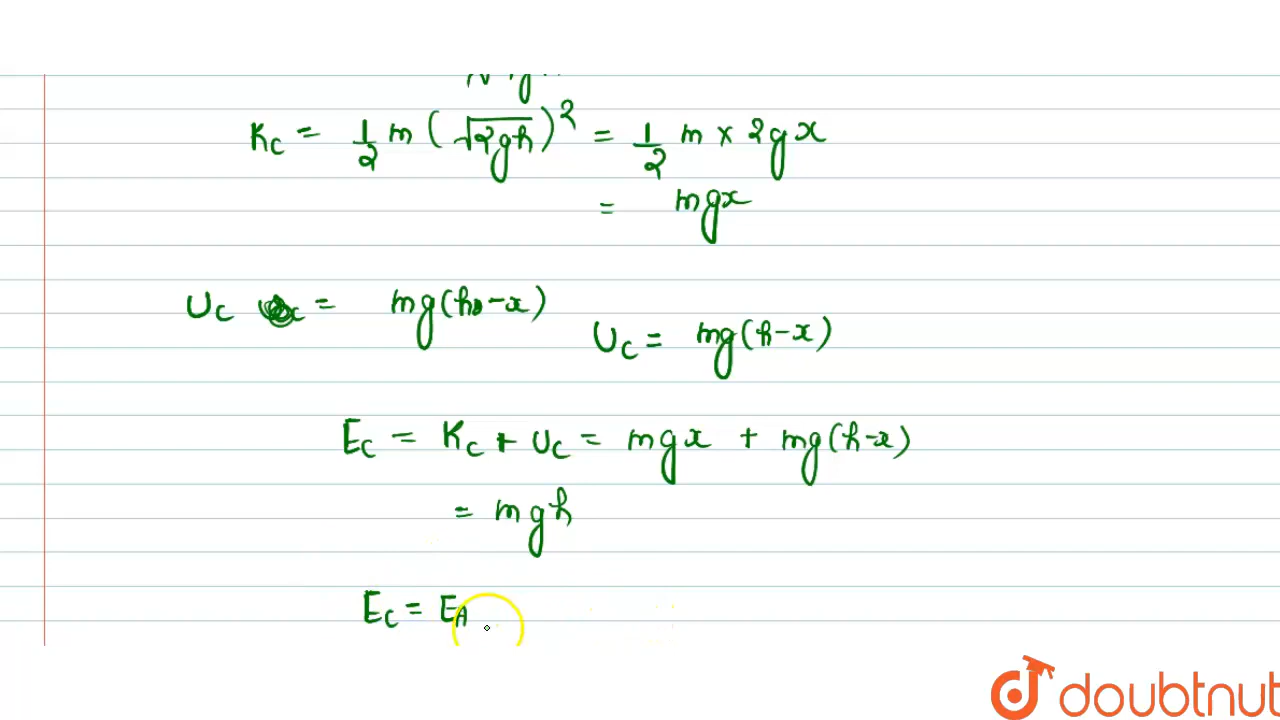 K_C = 1/2 m (√2gh)² = 1/2 m × 2gx
= mgx
U_C = mg(h-x)
U_C = mg(h-x)
E_C = K_C + U_C = mgx + mg(h-x)
= mgh
E_C = E_A
doubtnut